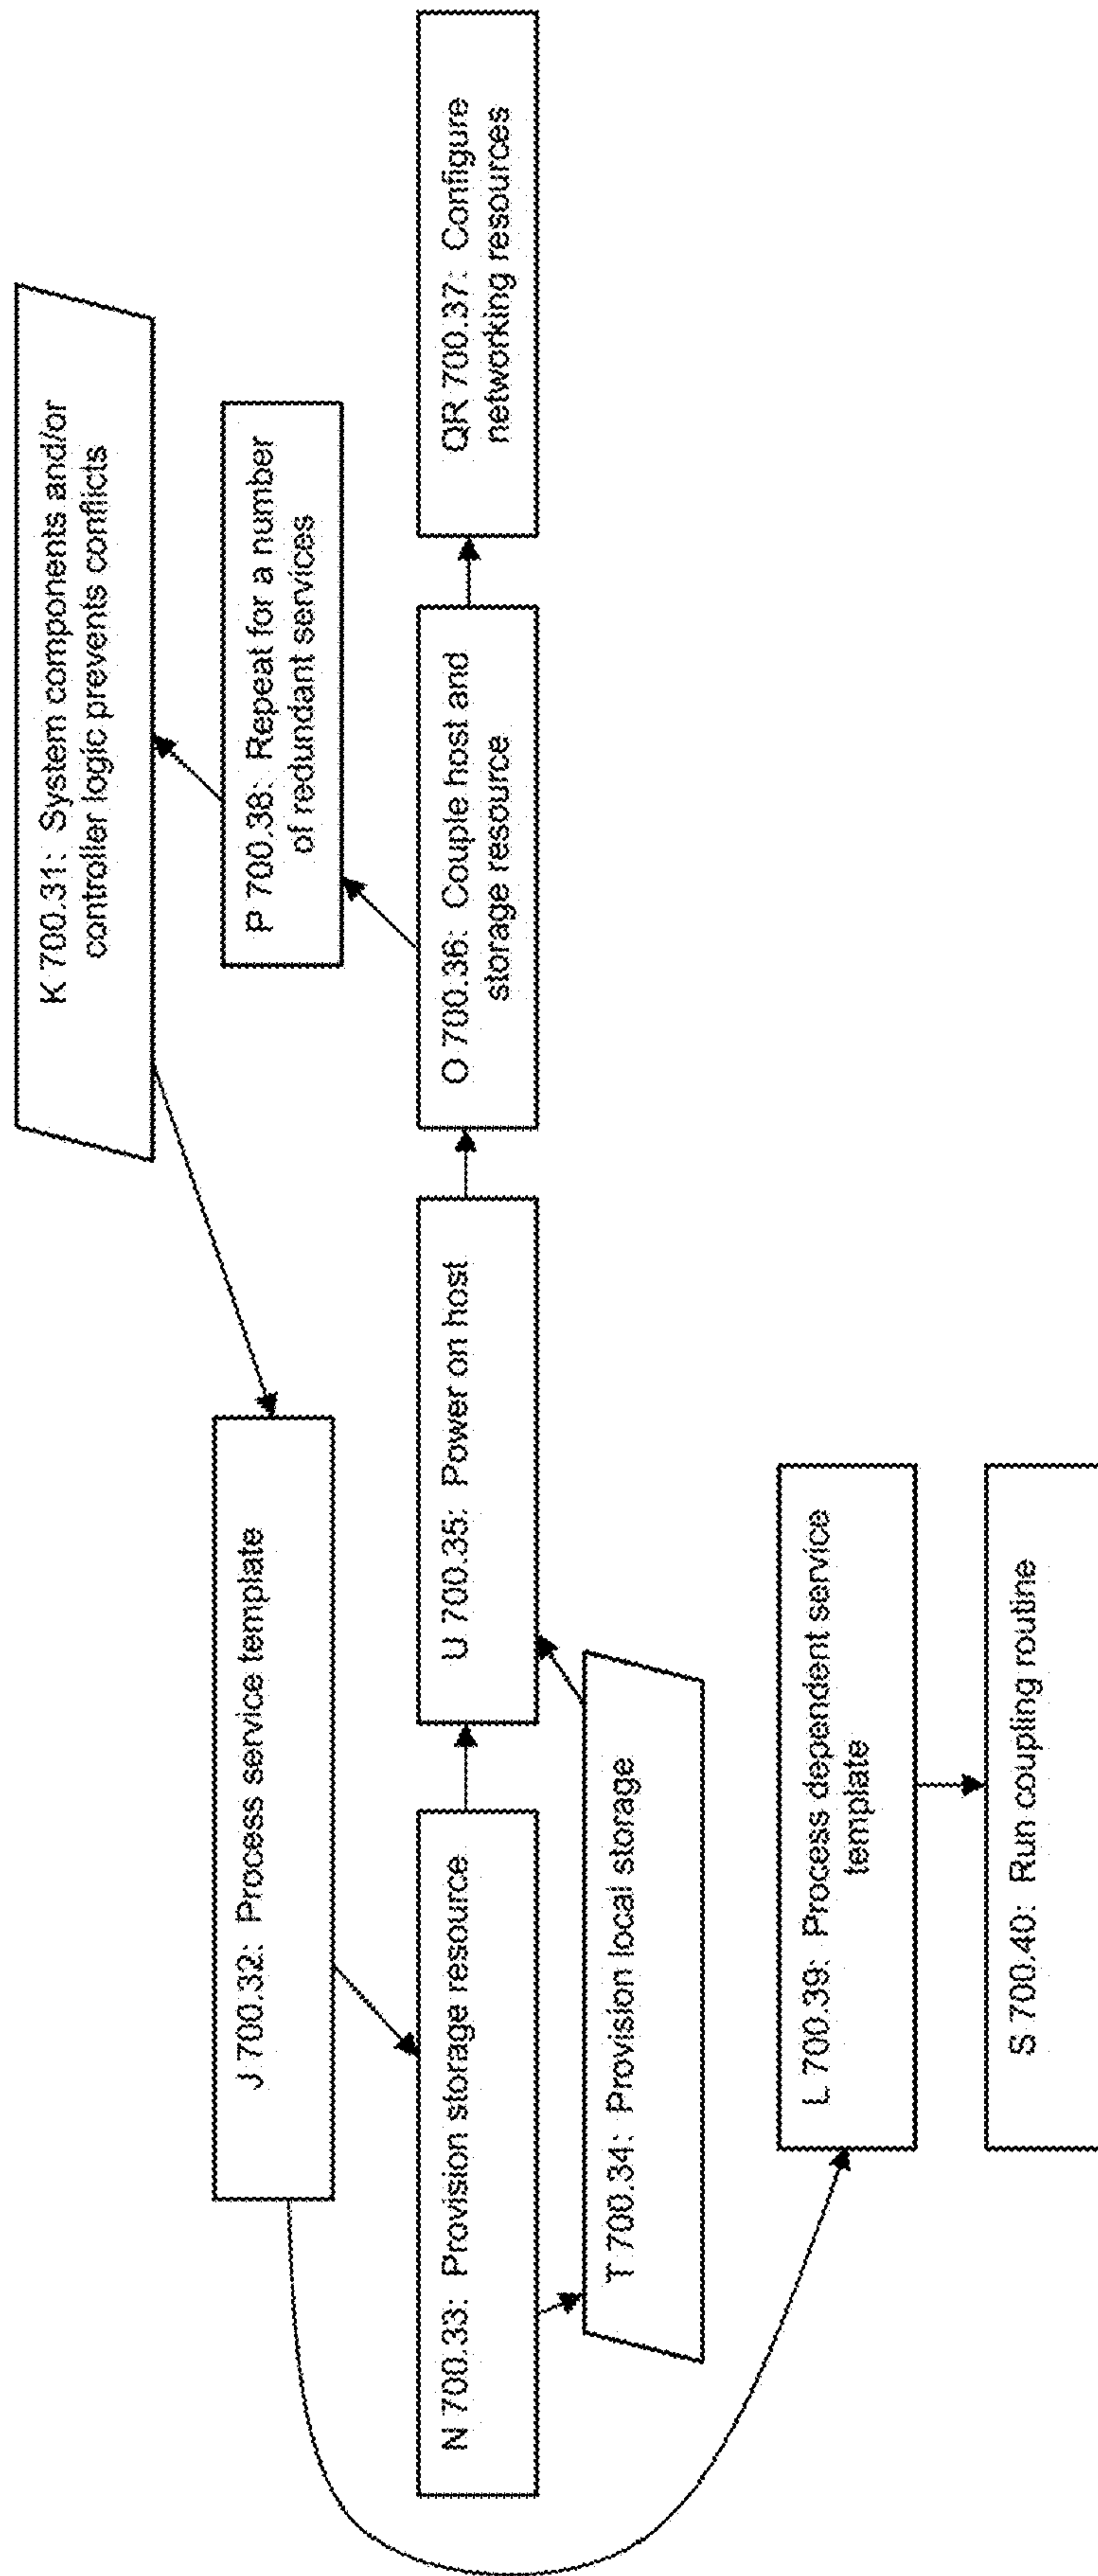 K 700.31: System components and/or
controller logic prevents conflicts
J 700.32: Process service template
P 700.38: Repeat for a number
of redundant services
N 700.33: Provision storage resource
U 700.35: Power on host
O 700.36: Couple host and
storage resource
QR 700.37: Configure
networking resources
T 700.34: Provision local storage
L 700.39: Process dependent service
template
S 700.40: Run coupling routine